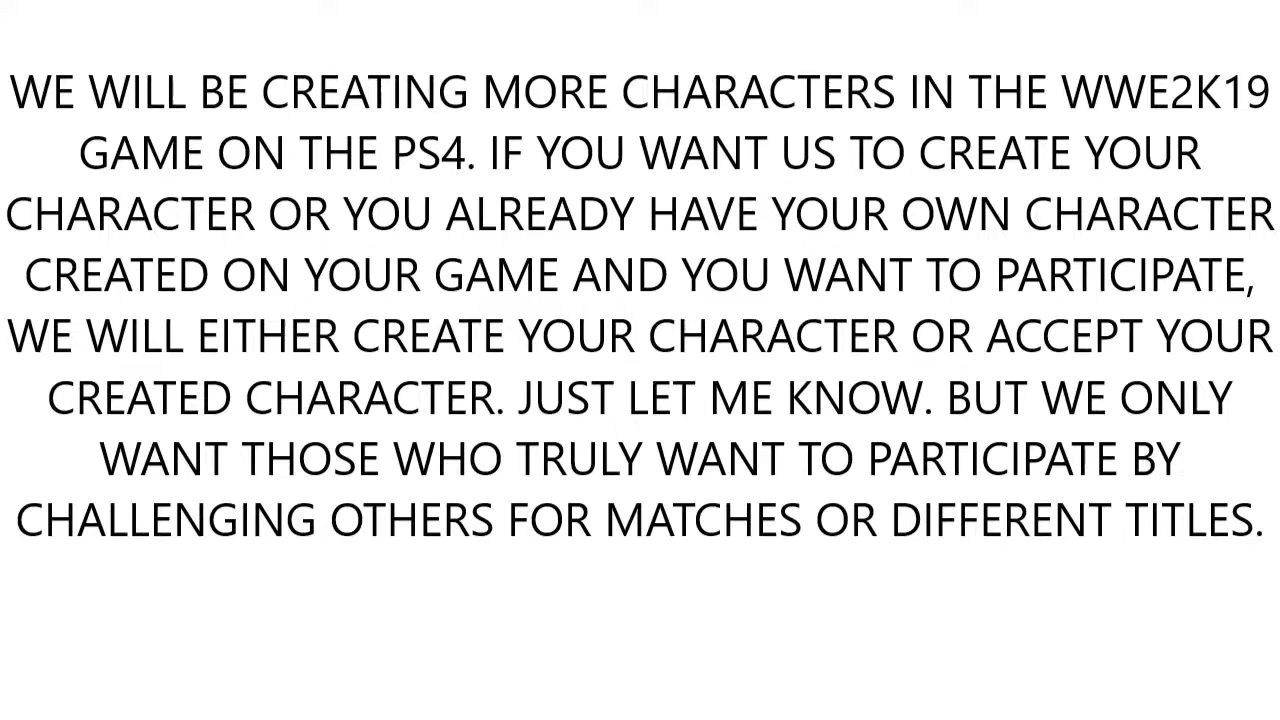 WE WILL BE CREATING MORE CHARACTERS IN THE WWE2K19
GAME ON THE PS4. IF YOU WANT US TO CREATE YOUR
CHARACTER OR YOU ALREADY HAVE YOUR OWN CHARACTER
CREATED ON YOUR GAME AND YOU WANT TO PARTICIPATE,
WE WILL EITHER CREATE YOUR CHARACTER OR ACCEPT YOUR
CREATED CHARACTER. JUST LET ME KNOW. BUT WE ONLY
WANT THOSE WHO TRULY WANT TO PARTICIPATE BY
CHALLENGING OTHERS FOR MATCHES OR DIFFERENT TITLES.